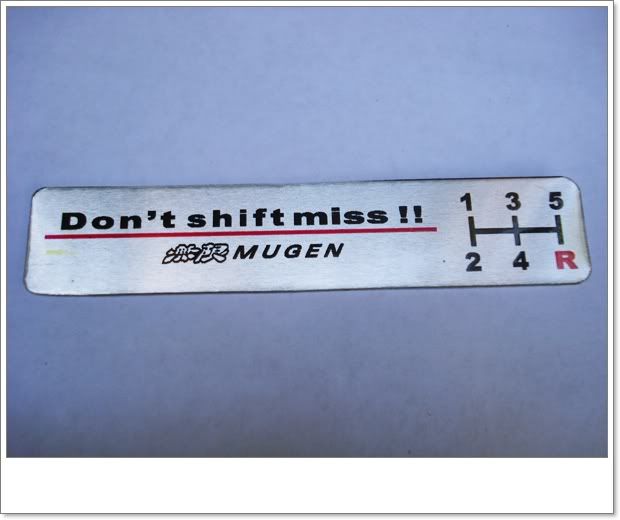 Don't shift miss !!
無限 MUGEN
1 3 5
2 4 R